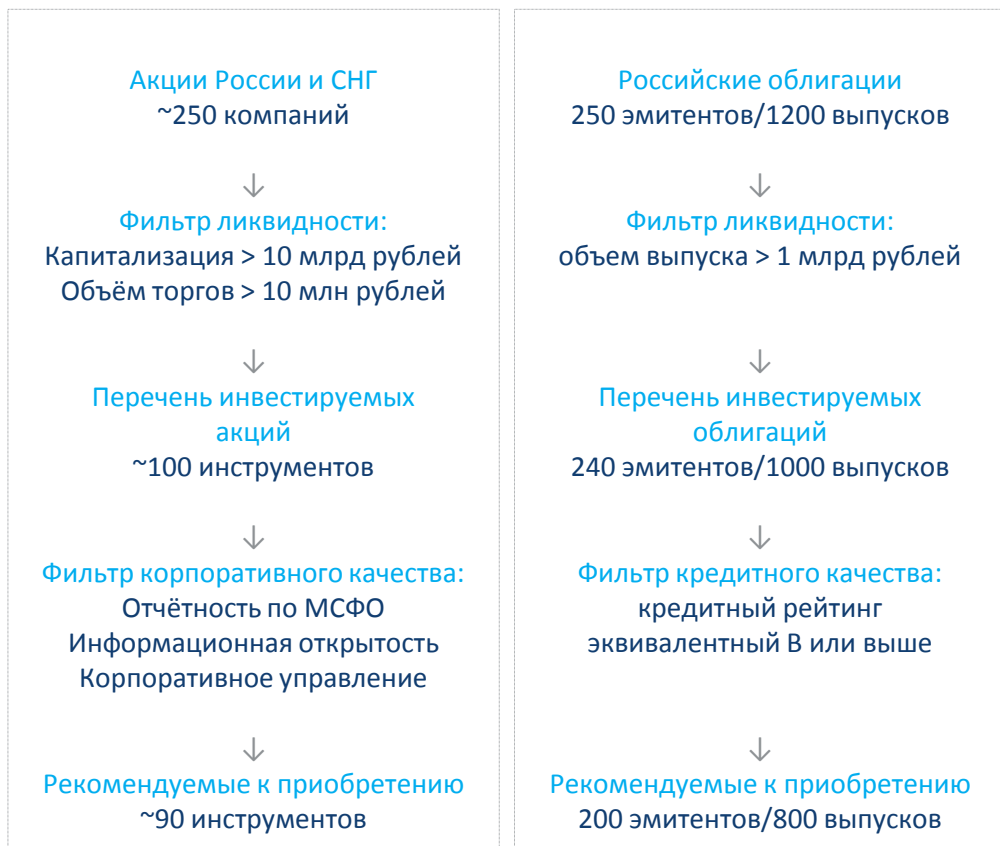 Акции России и СНГ
~250 компаний
↓
Фильтр ликвидности:
Капитализация > 10 млрд рублей
Объём торгов > 10 млн рублей
↓
Перечень инвестируемых
акций
~100 инструментов
↓
Фильтр корпоративного качества:
Отчётность по МСФО
Информационная открытость
Корпоративное управление
↓
Рекомендуемые к приобретению
~90 инструментов
Российские облигации
250 эмитентов/1200 выпусков
↓
Фильтр ликвидности:
объем выпуска > 1 млрд рублей
↓
Перечень инвестируемых
облигаций
240 эмитентов/1000 выпусков
↓
Фильтр кредитного качества:
кредитный рейтинг
эквивалентный В или выше
↓
Рекомендуемые к приобретению
200 эмитентов/800 выпусков